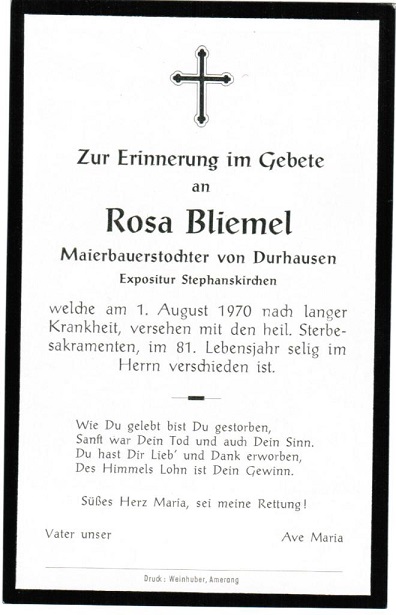 Zur Erinnerung im Gebete
an
Rosa Bliemel
Maierbauerstochter von Durhausen
Expositur Stephanskirchen
welche am 1. August 1970 nach langer
Krankheit, versehen mit den heil. Sterbe-
sakramenten, im 81. Lebensjahr selig im
Herrn verschieden ist.
Wie Du gelebt bist Du gestorben,
Sanft war Dein Tod und auch Dein Sinn.
Du hast Dir Lieb' und Dank erworben,
Des Himmels Lohn ist Dein Gewinn.
Süßes Herz Maria, sei meine Rettung!
Vater unser Ave Maria
Druck: Weinhuber, Amerang